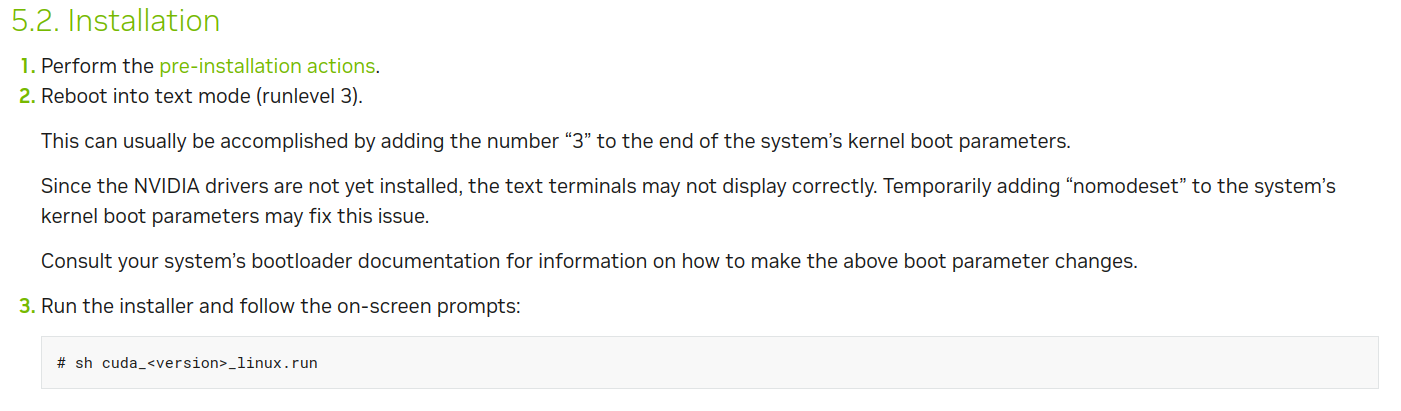 5.2. Installation
1. Perform the pre-installation actions.
2. Reboot into text mode (runlevel 3).
This can usually be accomplished by adding the number “3” to the end of the system’s kernel boot parameters.
Since the NVIDIA drivers are not yet installed, the text terminals may not display correctly. Temporarily adding “nomodeset” to the system’s
kernel boot parameters may fix this issue.
Consult your system’s bootloader documentation for information on how to make the above boot parameter changes.
3. Run the installer and follow the on-screen prompts:
# sh cuda_<version>_linux.run